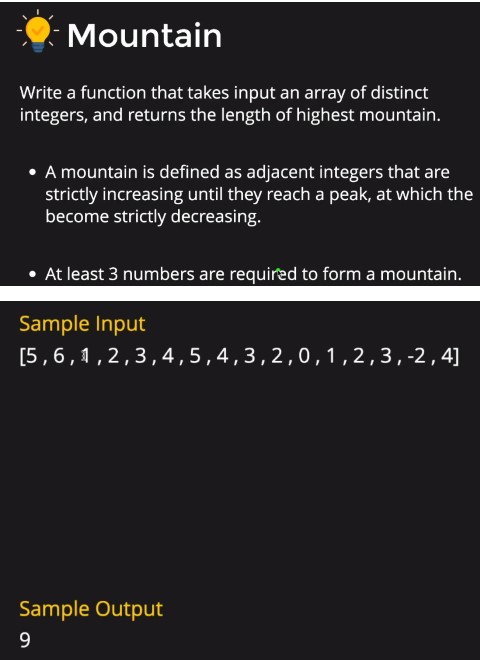 Mountain
Write a function that takes input an array of distinct
integers, and returns the length of highest mountain.
• A mountain is defined as adjacent integers that are
strictly increasing until they reach a peak, at which the
become strictly decreasing.
• At least 3 numbers are required to form a mountain.
Sample Input
[5 , 6 , 1 , 2 , 3 , 4 , 5 , 4 , 3 , 2 , 0 , 1 , 2 , 3 , -2 , 4]
Sample Output
9